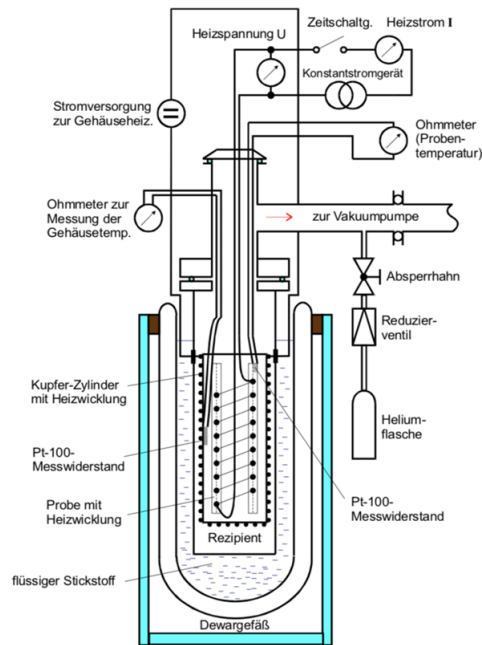 Heizspannung U
Zeitschaltg.
Heizstrom I
Konstantstromgerät
Stromversorgung
zur Gehäuseheiz.
Ohmmeter
(Proben-
temperatur)
Ohmmeter zur
Messung der
Gehäusetemp.
zur Vakuumpumpe
Absperrhahn
Reduzier-
ventil
Kupfer-Zylinder
mit Heizwicklung
Helium-
flasche
Pt-100-
Messwiderstand
Pt-100-
Messwiderstand
Probe mit
Heizwicklung
Rezipient
flüssiger Stickstoff
Dewargefäß